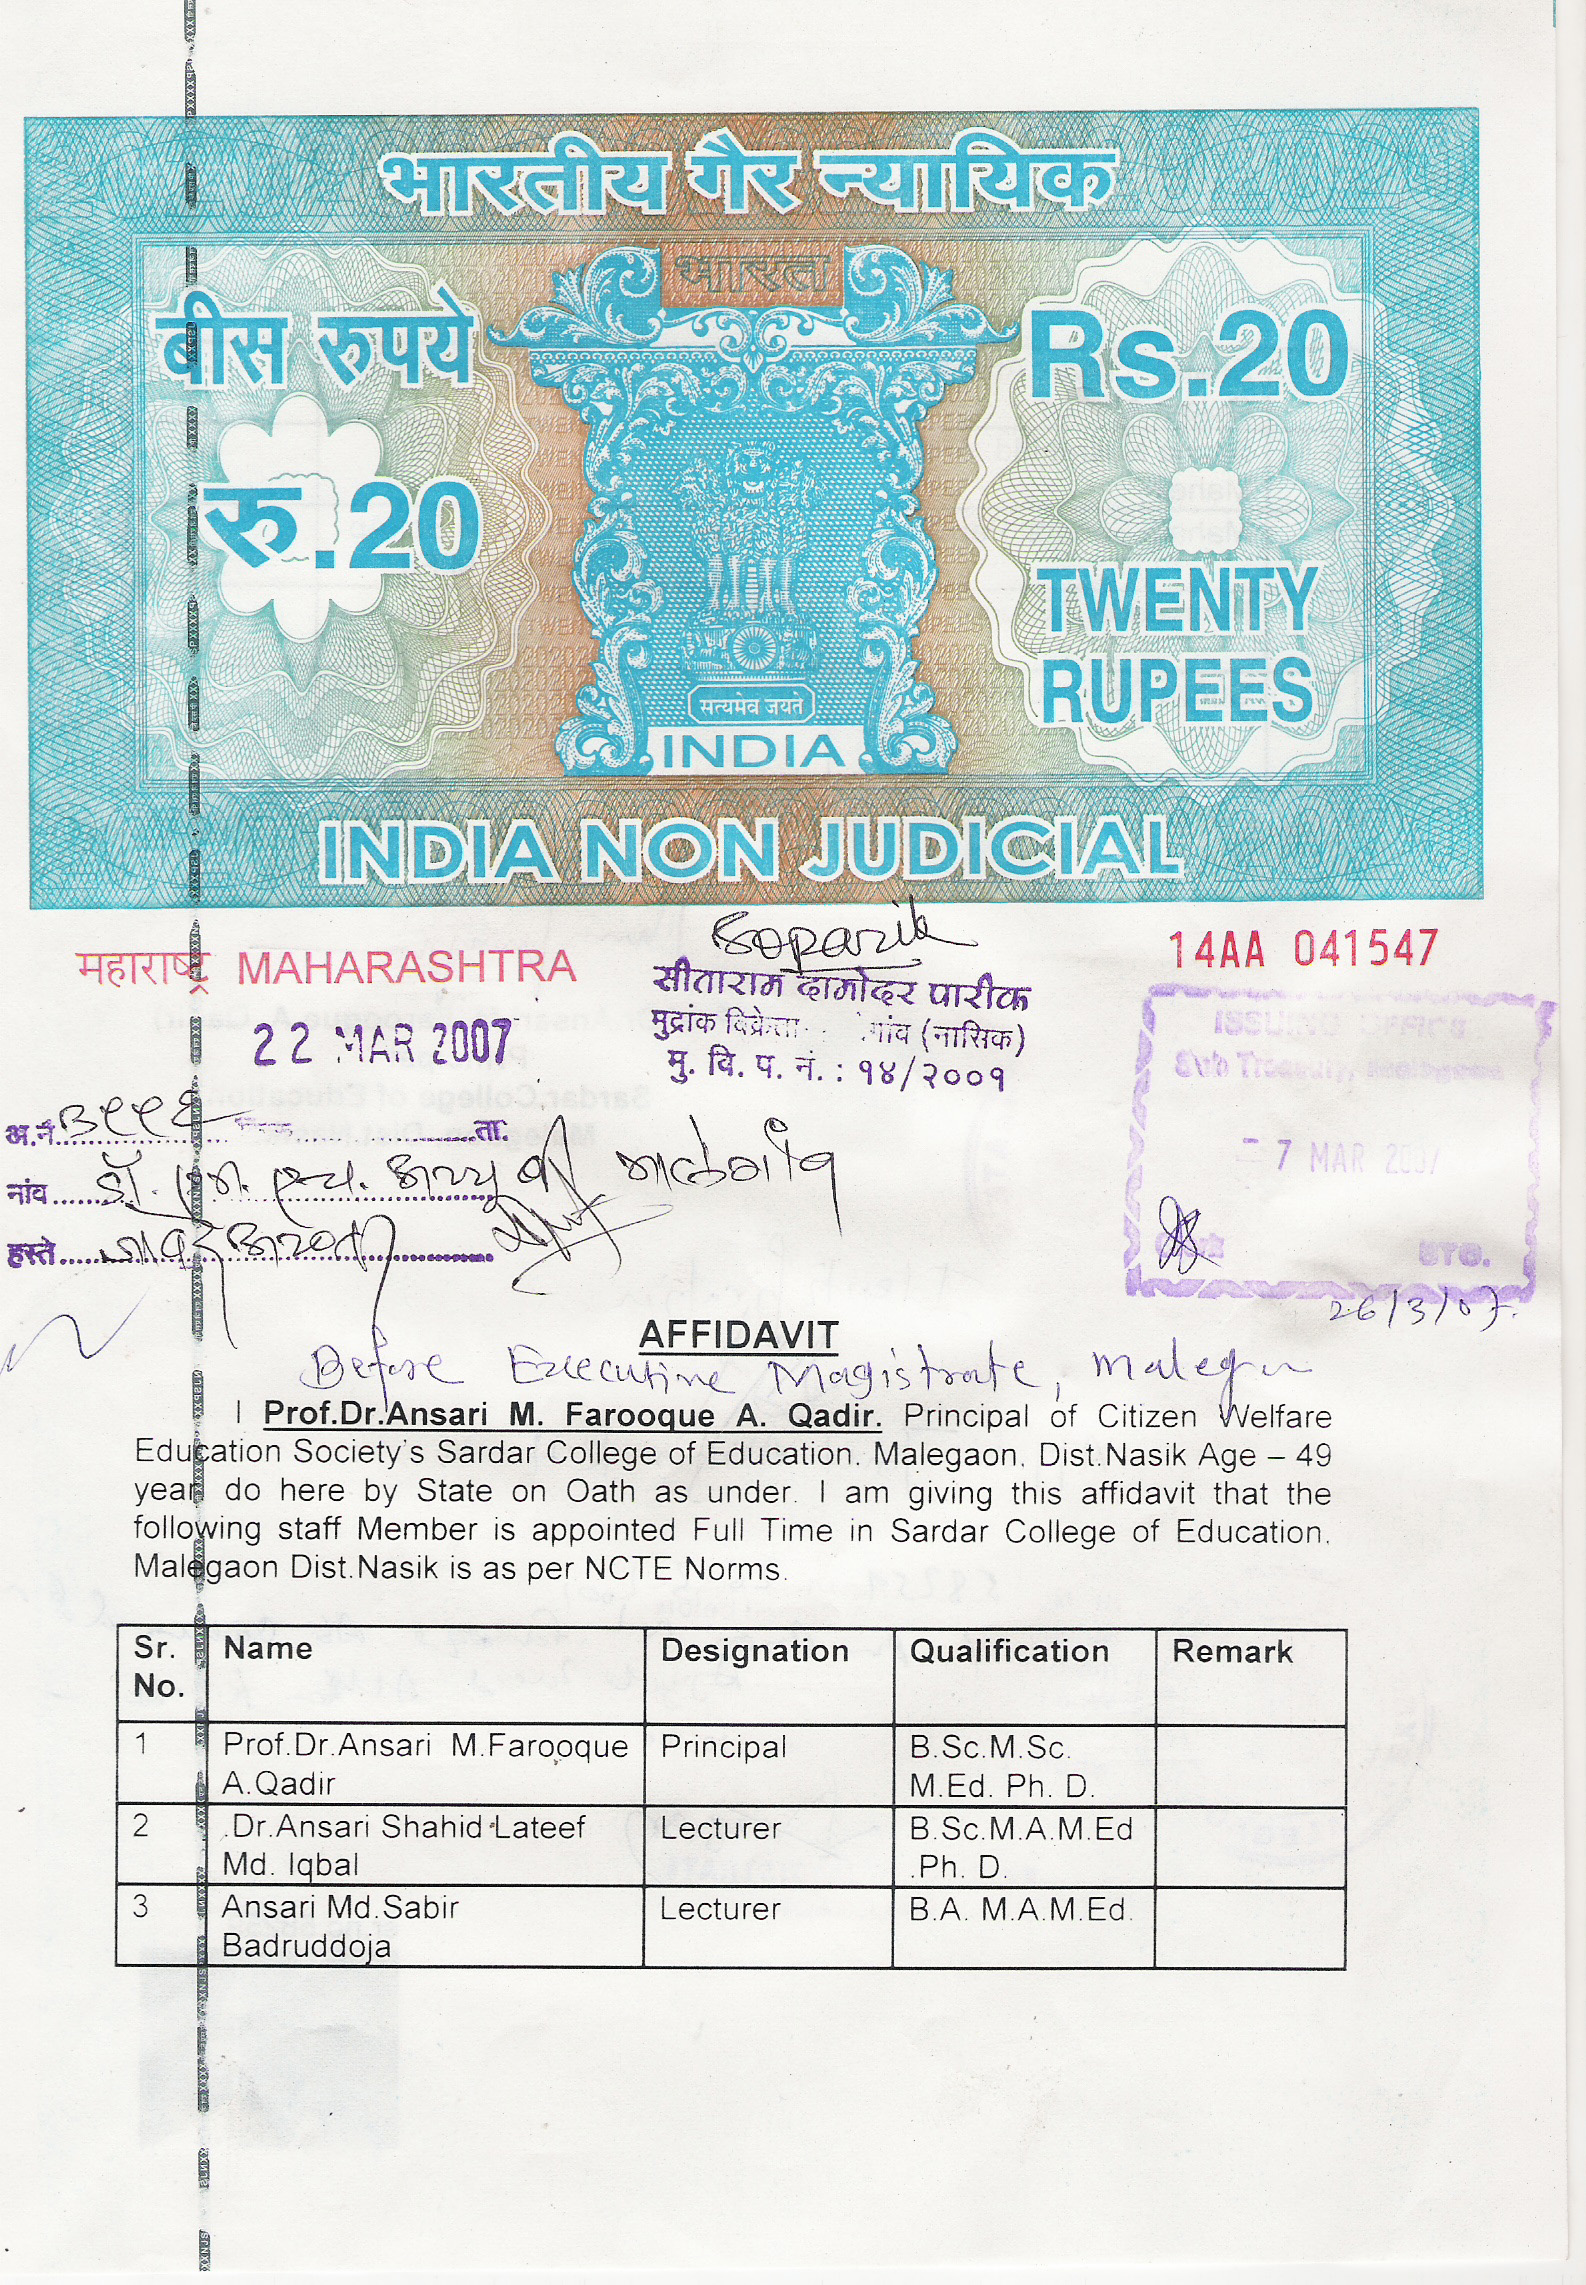 भारतीय गैर न्यायिक
भारत
बीस रुपये
Rs.20
रु.20
TWENTY
RUPEES
सत्यमेव जयते
INDIA
INDIA NON JUDICIAL
महाराष्ट्र MAHARASHTRA
14AA 041547
22 MAR 2007
सीताराम दामोदर पारीक
मुद्रांक विक्रेता गांव (नासिक)
मु. वि. प. नं. : १४/२००१
ISSUING OFFICE
Sub Treasury,
- 7 MAR 2007
STO.
अ.नं. ता.
नांव डॉ.
हस्ते
26/3/07.
AFFIDAVIT
Before Executive Magistrate, Malegaon
I Prof.Dr.Ansari M. Farooque A. Qadir. Principal of Citizen Welfare
Education Society's Sardar College of Education. Malegaon. Dist.Nasik Age – 49
year do here by State on Oath as under. I am giving this affidavit that the
following staff Member is appointed Full Time in Sardar College of Education.
Malegaon Dist.Nasik is as per NCTE Norms.
Sr. No. Name Designation Qualification Remark
1 Prof.Dr.Ansari M.Farooque A.Qadir Principal B.Sc.M.Sc. M.Ed. Ph. D.
2 .Dr.Ansari Shahid Lateef Md. Iqbal Lecturer B.Sc.M.A.M.Ed .Ph. D.
3 Ansari Md.Sabir Badruddoja Lecturer B.A. M.A.M.Ed.